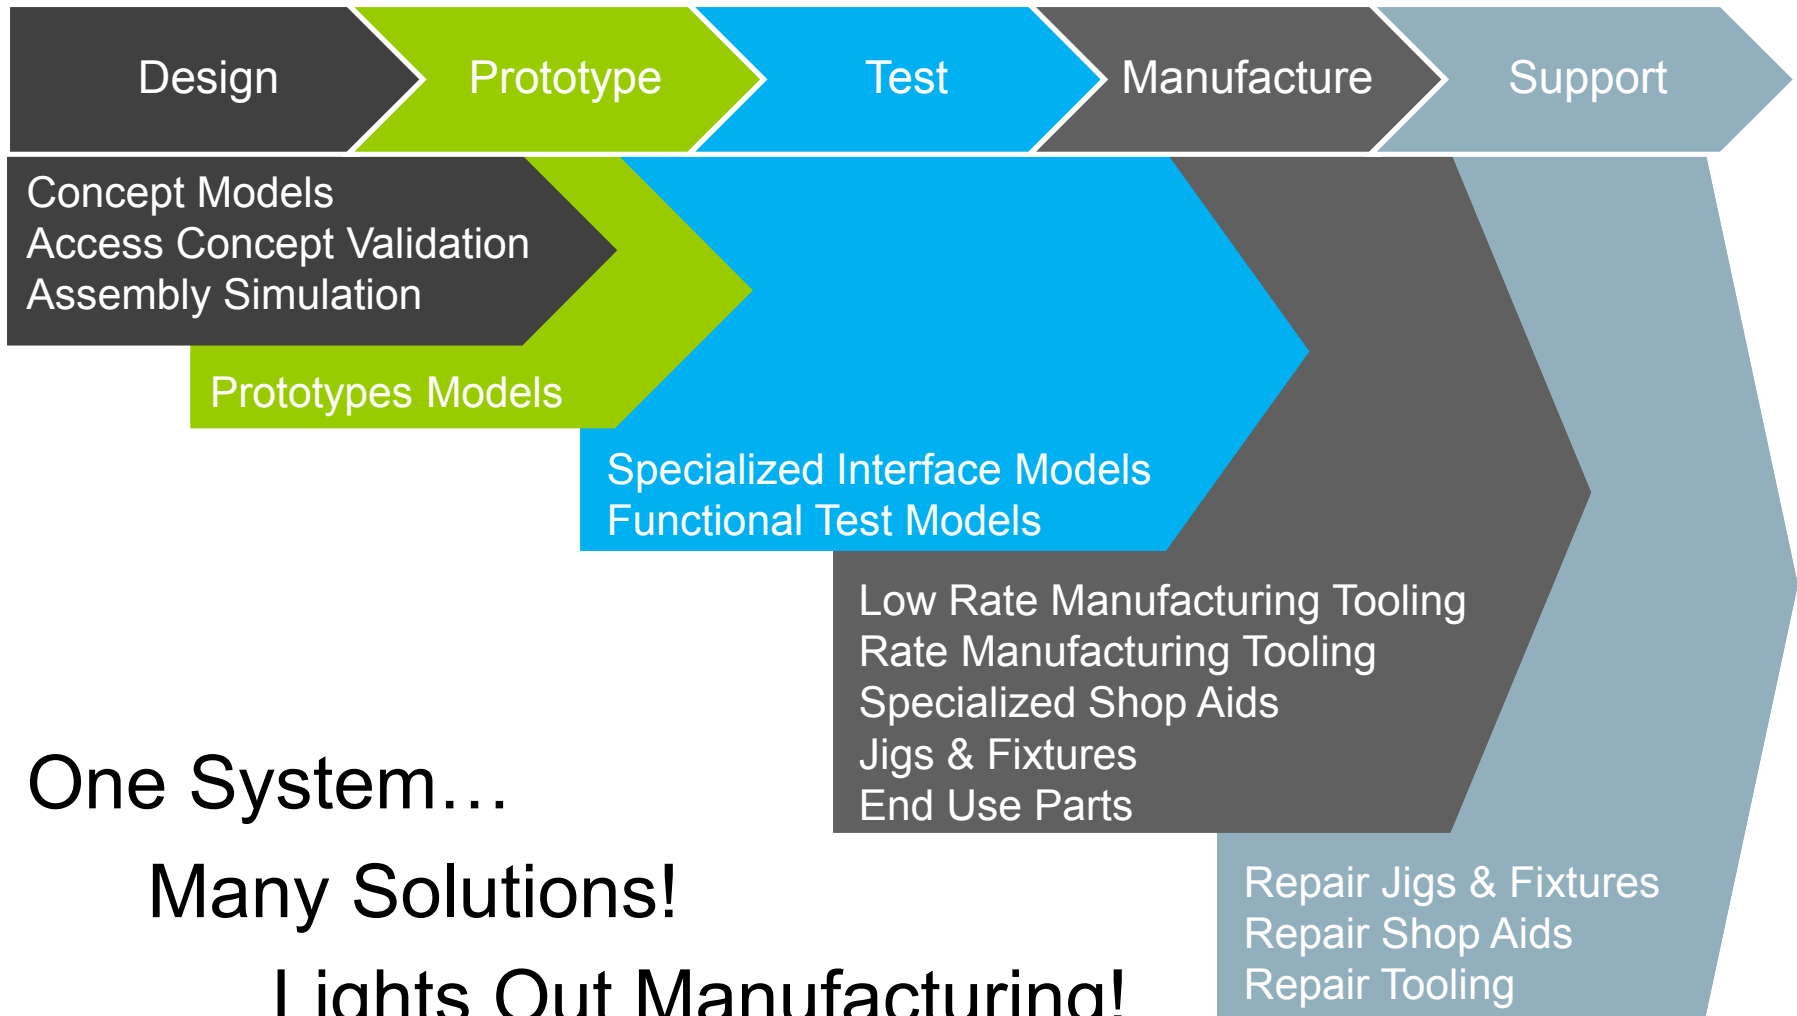 Design
Prototype
Test
Manufacture
Support
Concept Models
Access Concept Validation
Assembly Simulation
Prototypes Models
Specialized Interface Models
Functional Test Models
Low Rate Manufacturing Tooling
Rate Manufacturing Tooling
Specialized Shop Aids
Jigs & Fixtures
End Use Parts
Repair Jigs & Fixtures
Repair Shop Aids
Repair Tooling
One System…
Many Solutions!
Lights Out Manufacturing!